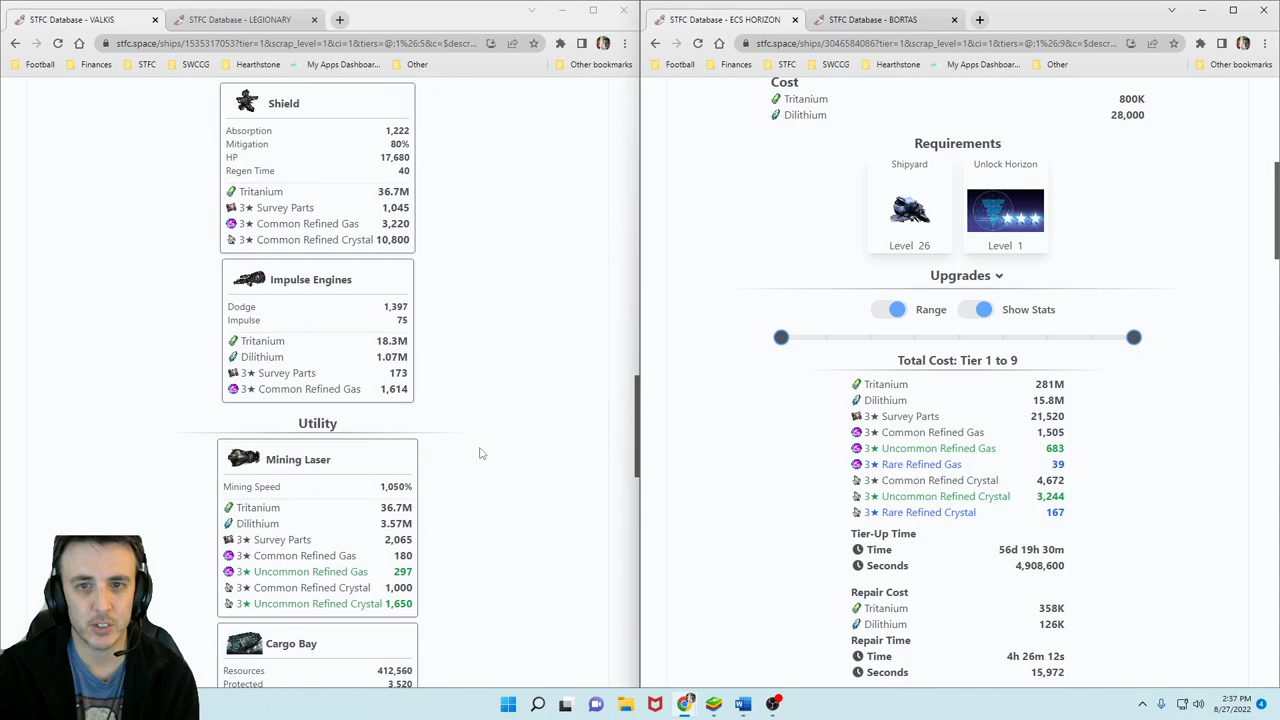 STFC Database - VALKIS
STFC Database - LEGIONARY
stfc.space/ships/1535317053?tier=1&scrap_level=1&ci=1&tiers=@:1%26:5&c=$descr...
Football Finances STFC SWCCG Hearthstone My Apps Dashboar... Other Other bookmarks
Shield
Absorption 1,222
Mitigation 80%
HP 17,680
Regen Time 40
Tritanium 36.7M
3★ Survey Parts 1,045
3★ Common Refined Gas 3,220
3★ Common Refined Crystal 10,800
Impulse Engines
Dodge 1,397
Impulse 75
Tritanium 18.3M
Dilithium 1.07M
3★ Survey Parts 173
3★ Common Refined Gas 1,614
Utility
Mining Laser
Mining Speed 1,050%
Tritanium 36.7M
Dilithium 3.57M
3★ Survey Parts 2,065
3★ Common Refined Gas 180
3★ Uncommon Refined Gas 297
3★ Common Refined Crystal 1,000
3★ Uncommon Refined Crystal 1,650
Cargo Bay
Resources 412,560
Protected 3,520
STFC Database - ECS HORIZON
STFC Database - BORTAS
stfc.space/ships/3046584086?tier=1&scrap_level=1&ci=1&tiers=@:1%26:9&c=$descr...
Football Finances STFC SWCCG Hearthstone My Apps Dashboar... Other Other bookmarks
Cost
Tritanium 800K
Dilithium 28,000
Requirements
Shipyard Unlock Horizon
Level 26 Level 1
Upgrades
Range Show Stats
Total Cost: Tier 1 to 9
Tritanium 281M
Dilithium 15.8M
3★ Survey Parts 21,520
3★ Common Refined Gas 1,505
3★ Uncommon Refined Gas 683
3★ Rare Refined Gas 39
3★ Common Refined Crystal 4,672
3★ Uncommon Refined Crystal 3,244
3★ Rare Refined Crystal 167
Tier-Up Time
Time 56d 19h 30m
Seconds 4,908,600
Repair Cost
Tritanium 358K
Dilithium 126K
Repair Time
Time 4h 26m 12s
Seconds 15,972
2:37 PM
8/27/2022